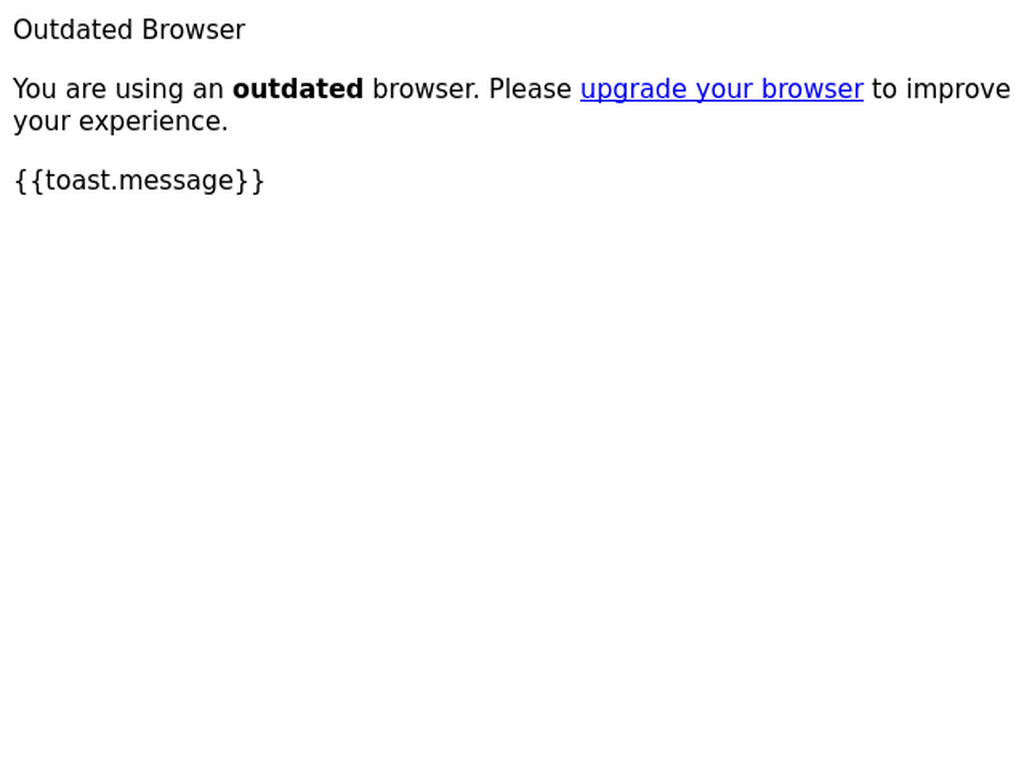 Outdated Browser
You are using an outdated browser. Please upgrade your browser to improve
your experience.
{{toast.message}}